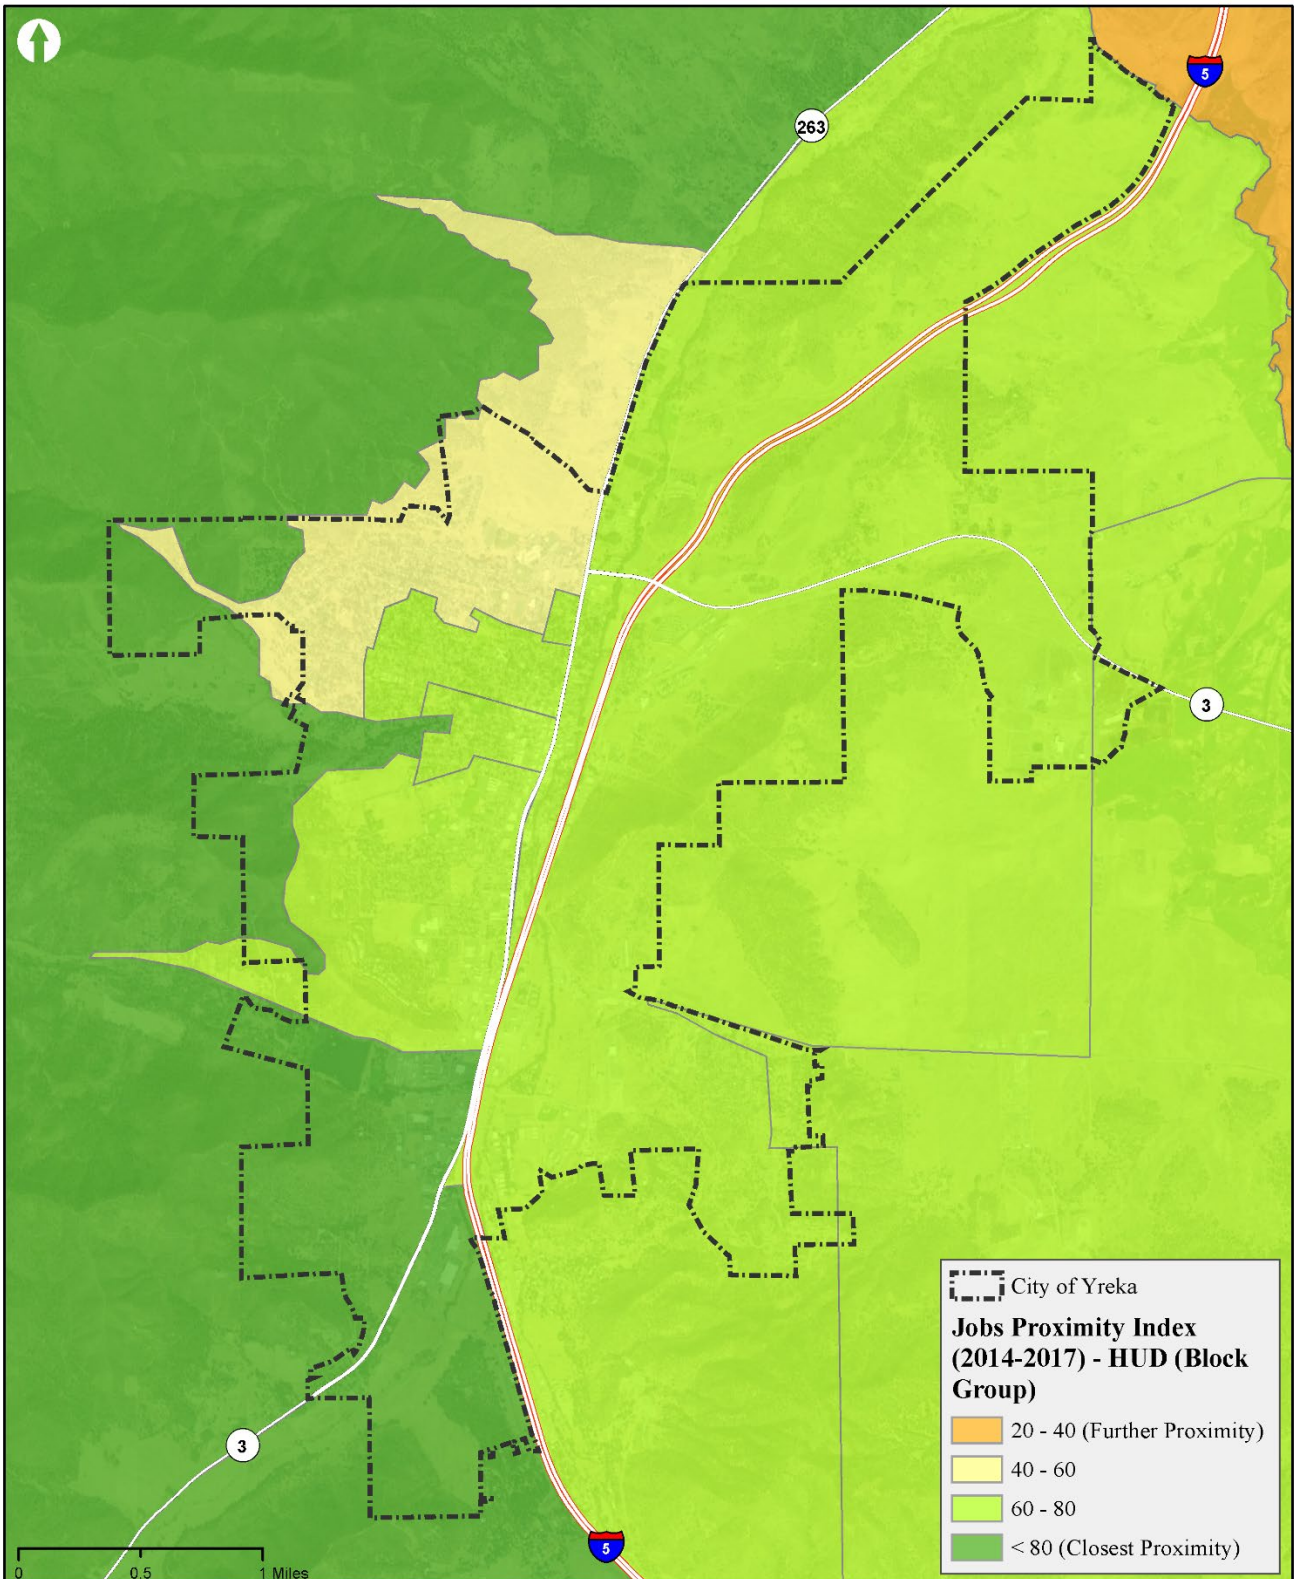 5
263
3
3
5
City of Yreka
Jobs Proximity Index
(2014-2017) - HUD (Block
Group)
20 - 40 (Further Proximity)
40 - 60
60 - 80
< 80 (Closest Proximity)
0 0.5 1 Miles